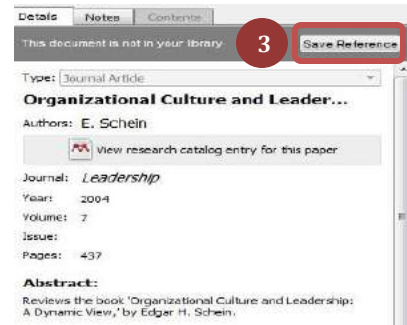 Details Notes Contents
This document is not in your library 3 Save Reference
Type: Journal Article
Organizational Culture and Leader...
Authors: E. Schein
View research catalog entry for this paper
Journal: Leadership
Year: 2004
Volume: 7
Issue:
Pages: 437
Abstract:
Reviews the book 'Organizational Culture and Leadership:
A Dynamic View,' by Edgar H. Schein.